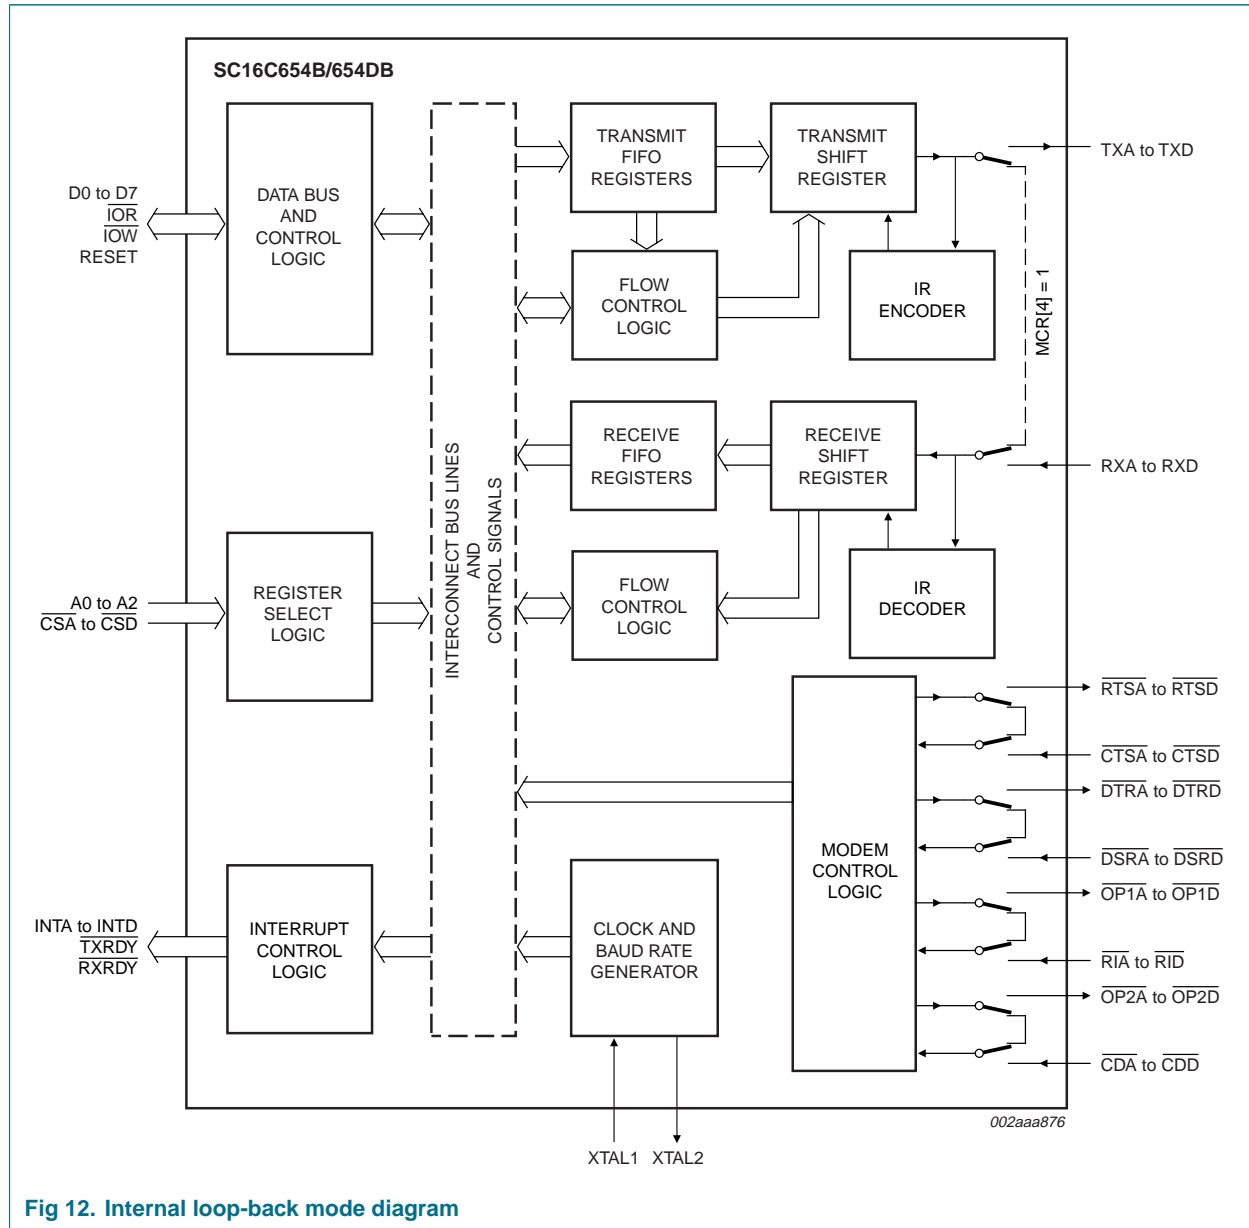 SC16C654B/654DB
D0 to D7
IOR
IOW
RESET
DATA BUS
AND
CONTROL
LOGIC
TRANSMIT
FIFO
REGISTERS
TRANSMIT
SHIFT
REGISTER
TXA to TXD
FLOW
CONTROL
LOGIC
IR
ENCODER
MCR[4] = 1
RECEIVE
FIFO
REGISTERS
RECEIVE
SHIFT
REGISTER
RXA to RXD
INTERCONNECT BUS LINES
AND
CONTROL SIGNALS
A0 to A2
CSA to CSD
REGISTER
SELECT
LOGIC
FLOW
CONTROL
LOGIC
IR
DECODER
RTSA to RTSD
CTSA to CTSD
DTRA to DTRD
MODEM
CONTROL
LOGIC
DSRA to DSRD
OP1A to OP1D
RIA to RID
OP2A to OP2D
CDA to CDD
INTA to INTD
TXRDY
RXRDY
INTERRUPT
CONTROL
LOGIC
CLOCK AND
BAUD RATE
GENERATOR
002aaa876
XTAL1 XTAL2
Fig 12. Internal loop-back mode diagram